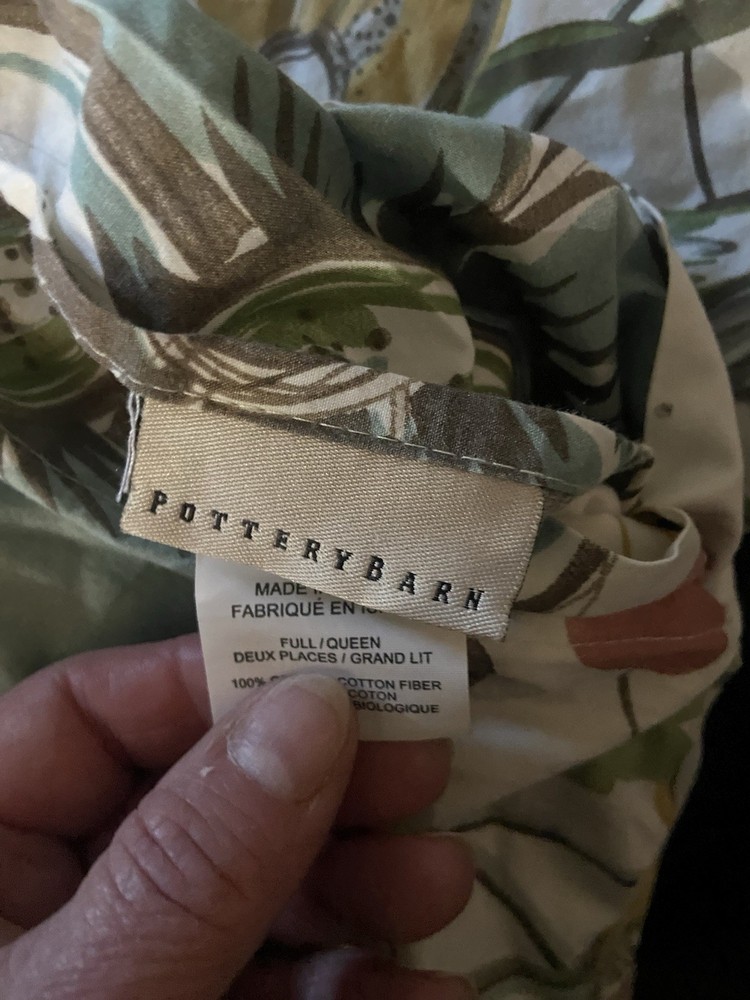 POTTERYBARN
MADE
FABRIQUÉ EN
FULL/QUEEN
DEUX PLACES / GRAND LIT
100% COTTON FIBER
COTON
BIOLOGIQUE